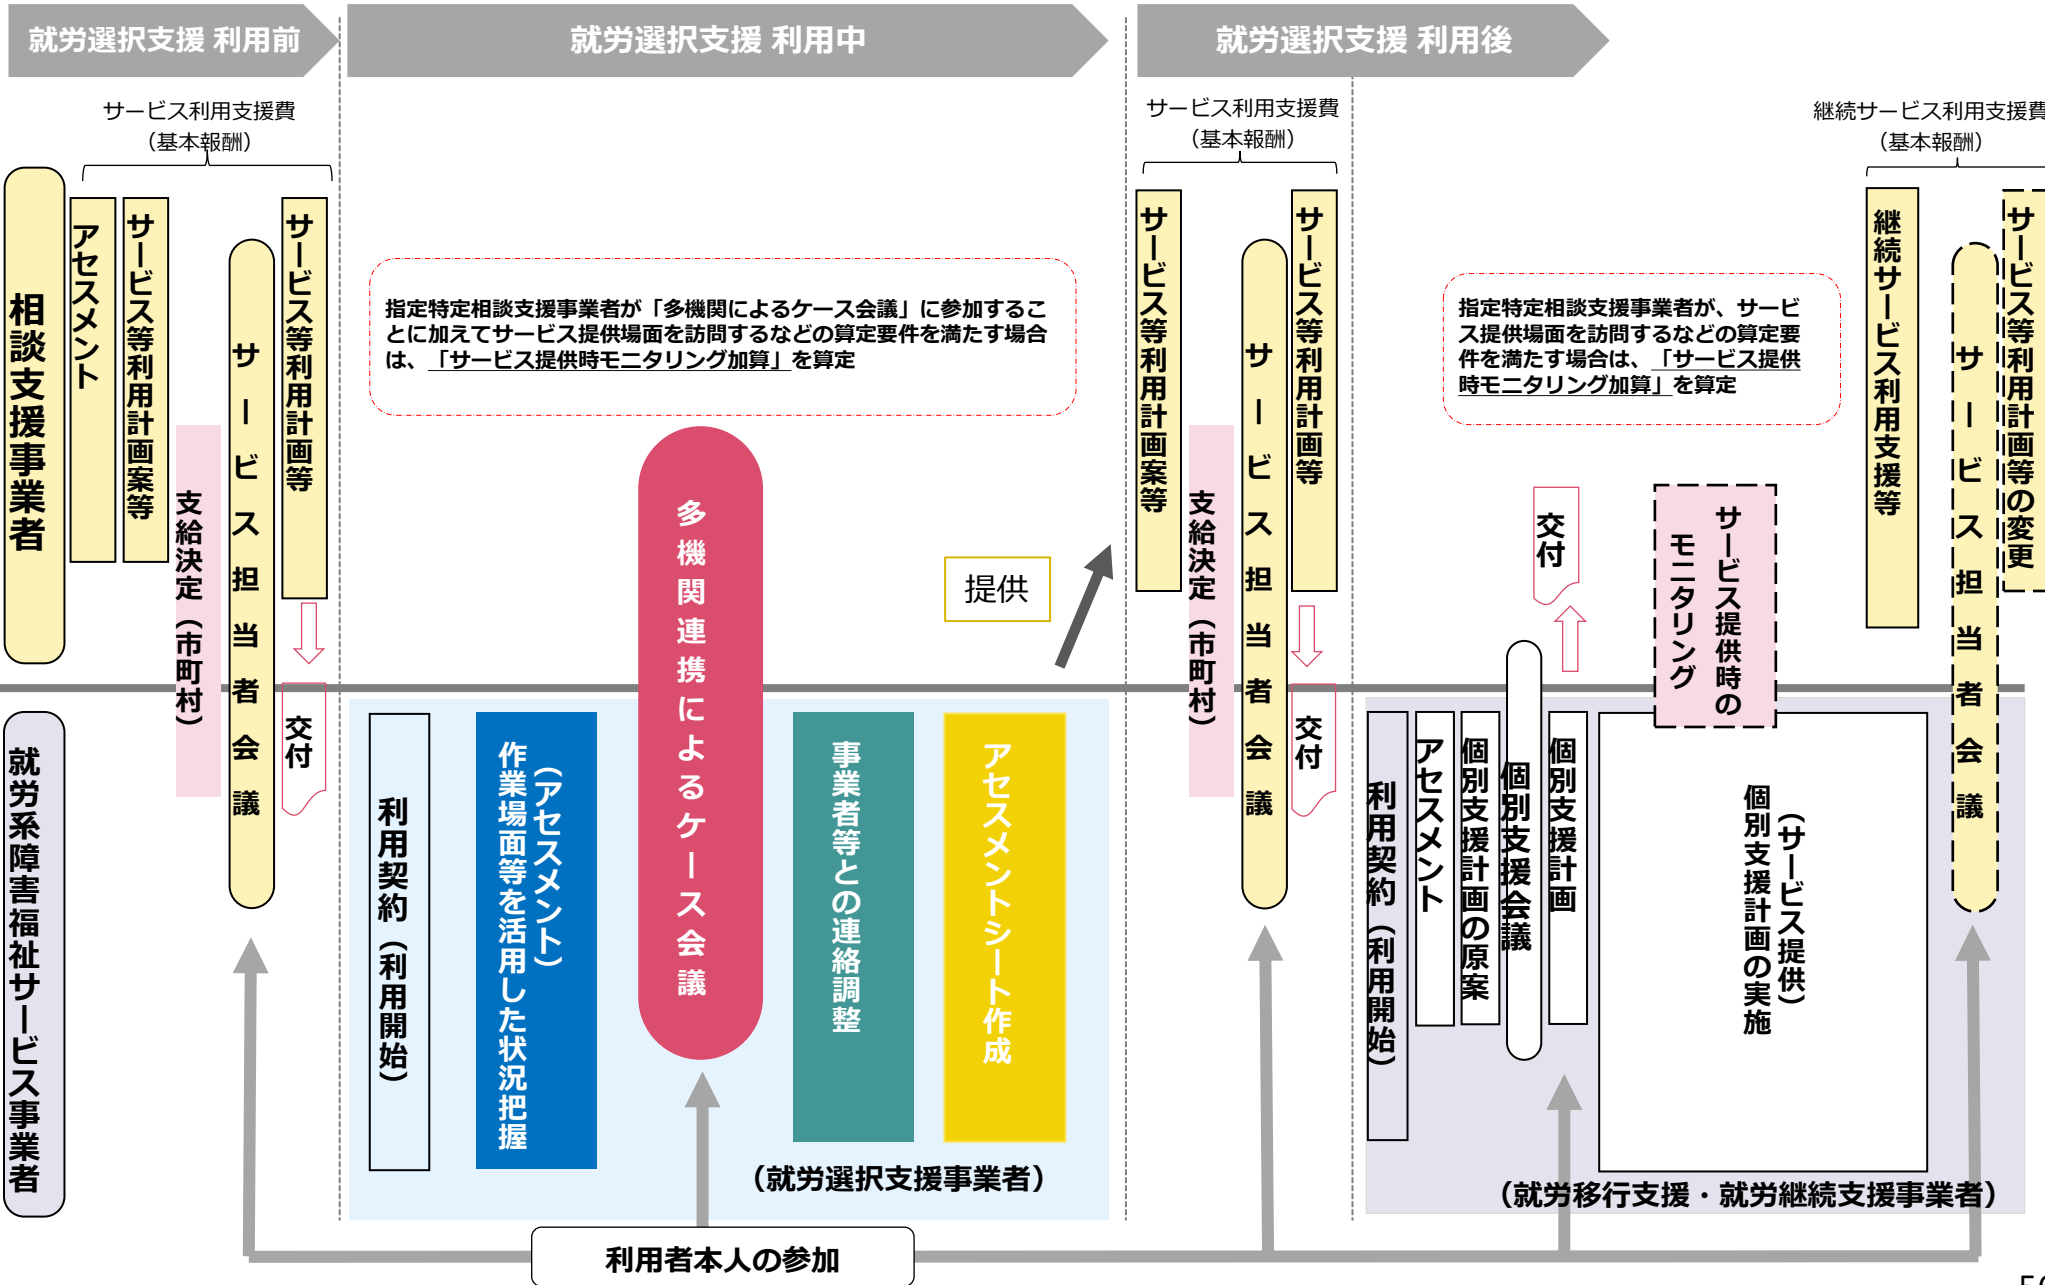 就労選択支援 利用前
就労選択支援 利用中
就労選択支援 利用後
サービス利用支援費
（基本報酬）
サービス利用支援費
（基本報酬）
継続サービス利用支援費
（基本報酬）
相談支援事業者
アセスメント
サービス等利用計画案等
支給決定（市町村）
サービス担当者会議
サービス等利用計画等
交付
指定特定相談支援事業者が「多機関によるケース会議」に参加するこ
とに加えてサービス提供場面を訪問するなどの算定要件を満たす場合
は、「サービス提供時モニタリング加算」を算定
多機関連携によるケース会議
提供
サービス等利用計画案等
支給決定（市町村）
サービス担当者会議
サービス等利用計画等
交付
指定特定相談支援事業者が、サービ
ス提供場面を訪問するなどの算定要
件を満たす場合は、「サービス提供
時モニタリング加算」を算定
交付
サービス提供時の
モニタリング
継続サービス利用支援等
サービス担当者会議
サービス等利用計画等の変更
就労系障害福祉サービス事業者
利用契約（利用開始）
（アセスメント）
作業場面等を活用した状況把握
事業者等との連絡調整
アセスメントシート作成
（就労選択支援事業者）
利用契約（利用開始）
アセスメント
個別支援計画の原案
個別支援会議
個別支援計画
（サービス提供）
個別支援計画の実施
（就労移行支援・就労継続支援事業者）
利用者本人の参加